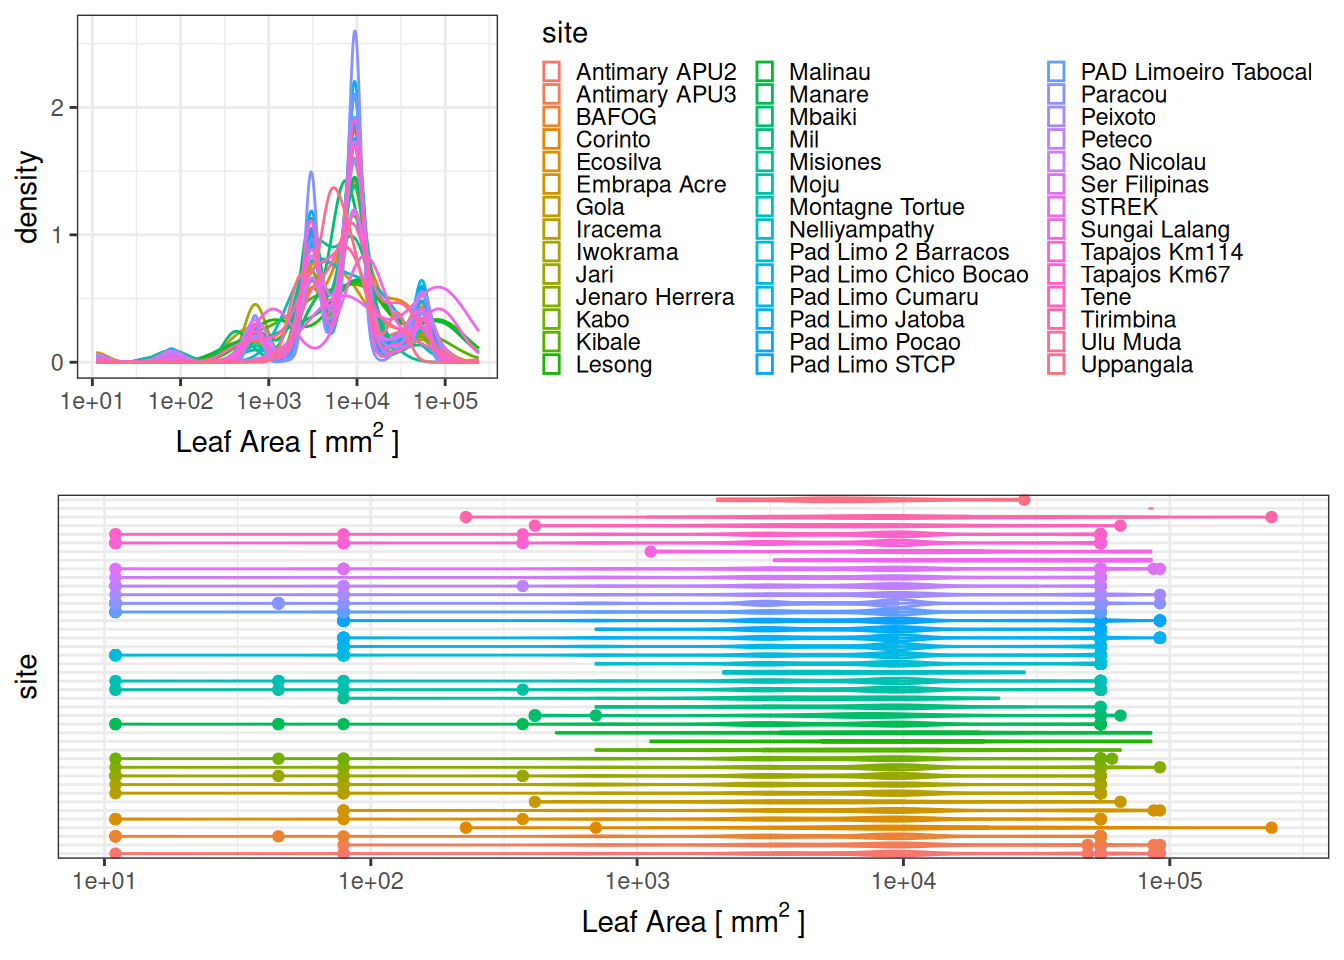 density
2
1
0
1e+01 1e+02 1e+03 1e+04 1e+05
Leaf Area [ mm2 ]
site
Antimary APU2
Antimary APU3
BAFOG
Corinto
Ecosilva
Embrapa Acre
Gola
Iracema
Iwokrama
Jari
Jenaro Herrera
Kabo
Kibale
Lesong
Malinau
Manare
Mbaiki
Mil
Misiones
Moju
Montagne Tortue
Nelliyampathy
Pad Limo 2 Barracos
Pad Limo Chico Bocao
Pad Limo Cumaru
Pad Limo Jatoba
Pad Limo Pocao
Pad Limo STCP
PAD Limoeiro Tabocal
Paracou
Peixoto
Peteco
Sao Nicolau
Ser Filipinas
STREK
Sungai Lalang
Tapajos Km114
Tapajos Km67
Tene
Tirimbina
Ulu Muda
Uppangala
site
1e+01 1e+02 1e+03 1e+04 1e+05
Leaf Area [ mm2 ]